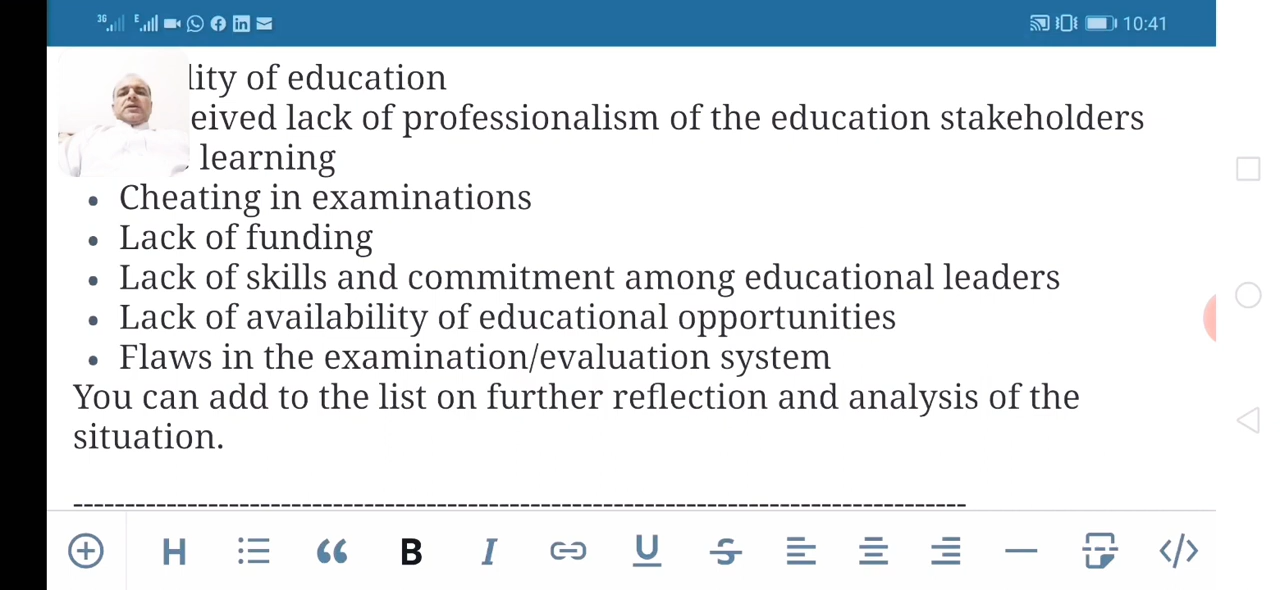 3G E 10:41
lity of education
eived lack of professionalism of the education stakeholders
learning
• Cheating in examinations
• Lack of funding
• Lack of skills and commitment among educational leaders
• Lack of availability of educational opportunities
• Flaws in the examination/evaluation system
You can add to the list on further reflection and analysis of the
situation.
--------------------------------------------------------------------------------------
H B I U S </>